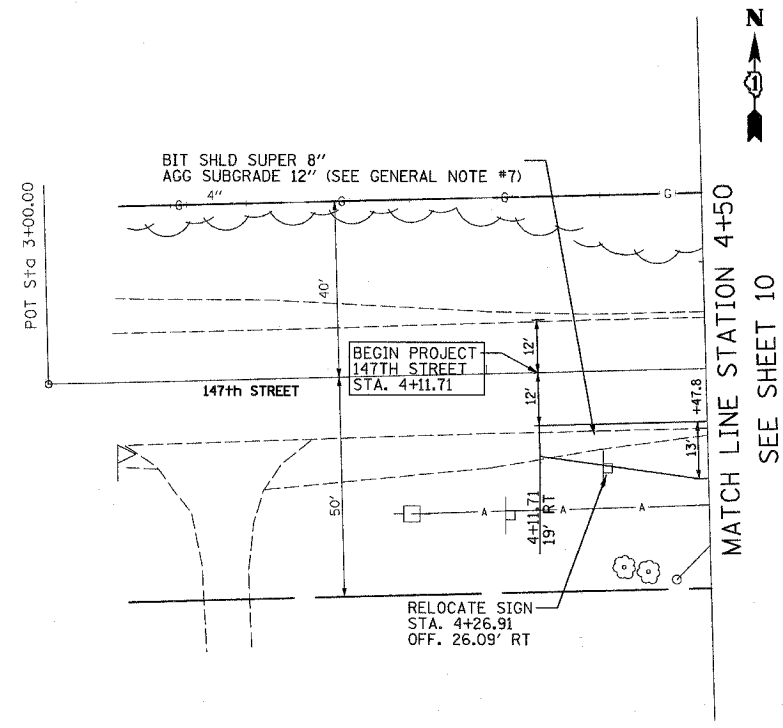 N
1
BIT SHLD SUPER 8"
AGG SUBGRADE 12" (SEE GENERAL NOTE #7)
4"
G
G
G
G
POT Sta 3+00.00
40'
12'
BEGIN PROJECT
147TH STREET
STA. 4+11.71
147th STREET
12'
+47.8
13'
50'
4+11.71
19' RT
A
A
A
RELOCATE SIGN
STA. 4+26.91
OFF. 26.09' RT
MATCH LINE STATION 4+50
SEE SHEET 10